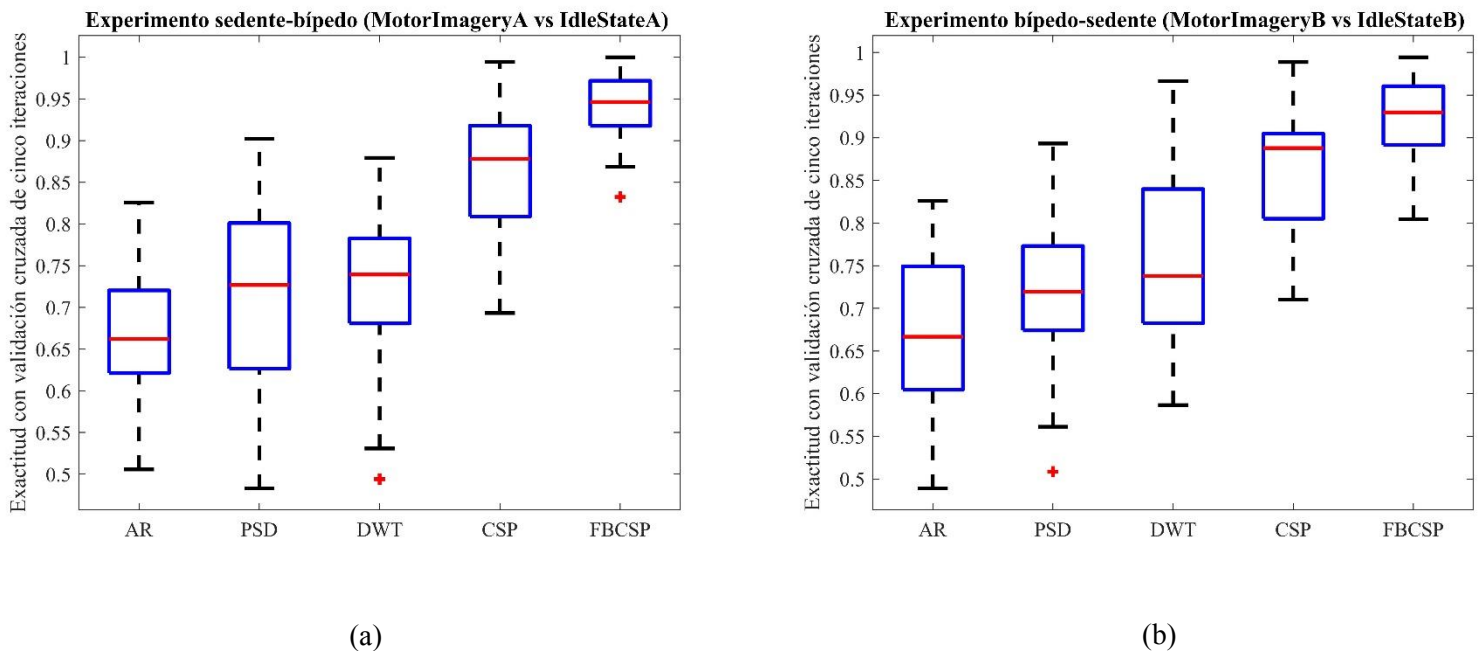 Experimento sedente-bípedo (MotorImageryA vs IdleStateA)
Exactitud con validación cruzada de cinco iteraciones
1
0.95
0.9
0.85
0.8
0.75
0.7
0.65
0.6
0.55
0.5
AR PSD DWT CSP FBCSP
(a)
Experimento bípedo-sedente (MotorImageryB vs IdleStateB)
Exactitud con validación cruzada de cinco iteraciones
1
0.95
0.9
0.85
0.8
0.75
0.7
0.65
0.6
0.55
0.5
AR PSD DWT CSP FBCSP
(b)